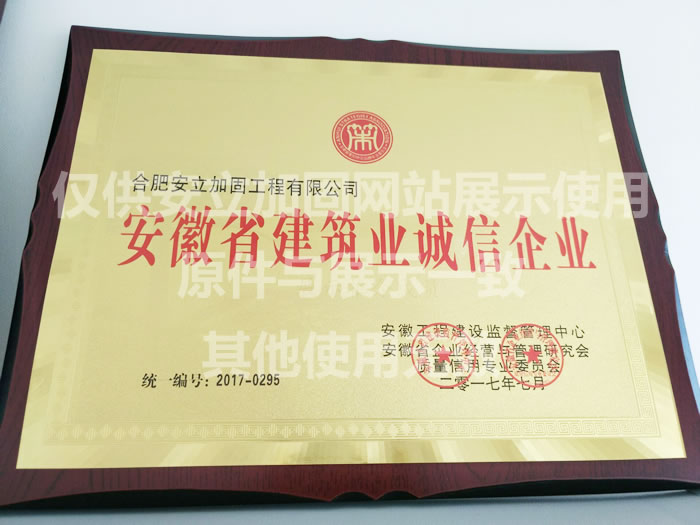 合肥安立加固工程有限公司
仅供安立加固网站展示使用
安徽省建筑业诚信企业
原件与展示一致
安徽工程建设监督管理中心
安徽省企业经营与管理研究会
其他使用
质量信用专业委员会
统一编号：2017-0295
二零一七年七月